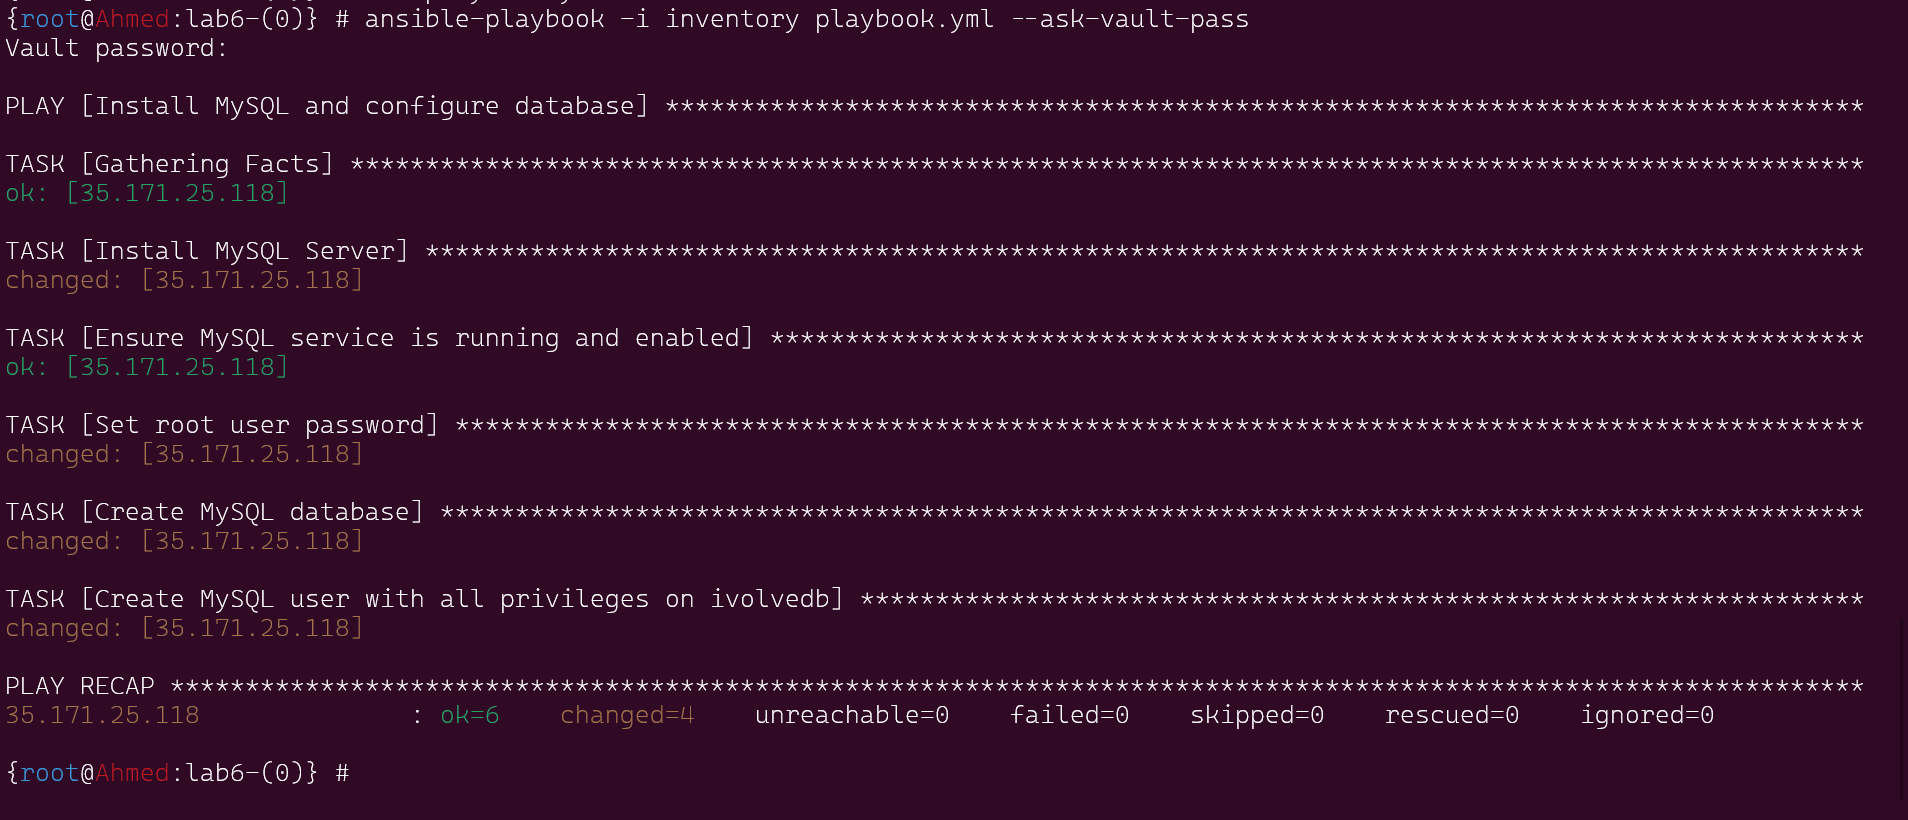 {root@Ahmed:lab6-(0)} # ansible-playbook -i inventory playbook.yml --ask-vault-pass
Vault password:
PLAY [Install MySQL and configure database] ********************************************************************************
TASK [Gathering Facts] *****************************************************************************************************
ok: [35.171.25.118]
TASK [Install MySQL Server] ************************************************************************************************
changed: [35.171.25.118]
TASK [Ensure MySQL service is running and enabled] *************************************************************************
ok: [35.171.25.118]
TASK [Set root user password] **********************************************************************************************
changed: [35.171.25.118]
TASK [Create MySQL database] ***********************************************************************************************
changed: [35.171.25.118]
TASK [Create MySQL user with all privileges on ivolvedb] *******************************************************************
changed: [35.171.25.118]
PLAY RECAP *****************************************************************************************************************
35.171.25.118              : ok=6    changed=4    unreachable=0    failed=0    skipped=0    rescued=0    ignored=0
{root@Ahmed:lab6-(0)} #